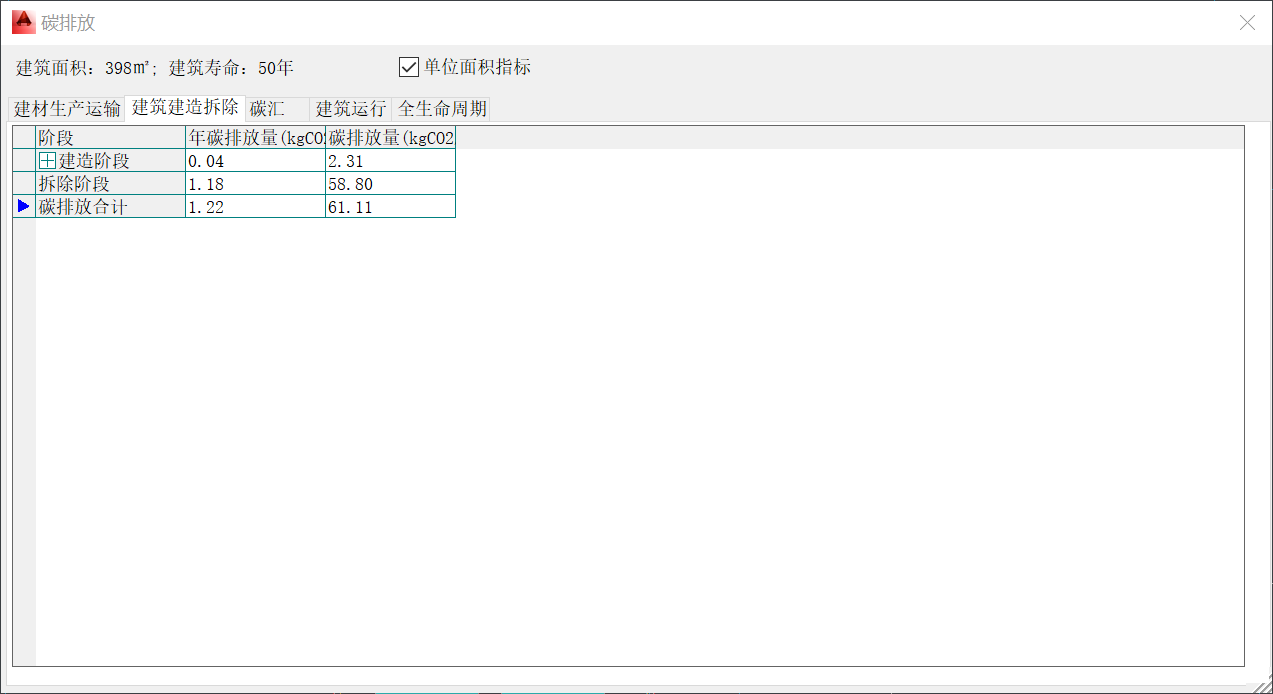 碳排放
建筑面积：398㎡；建筑寿命：50年 单位面积指标
建材生产运输 建筑建造拆除 碳汇 建筑运行 全生命周期
阶段 年碳排放量(kgCO2 碳排放量(kgCO2
建造阶段 0.04 2.31
拆除阶段 1.18 58.80
碳排放合计 1.22 61.11